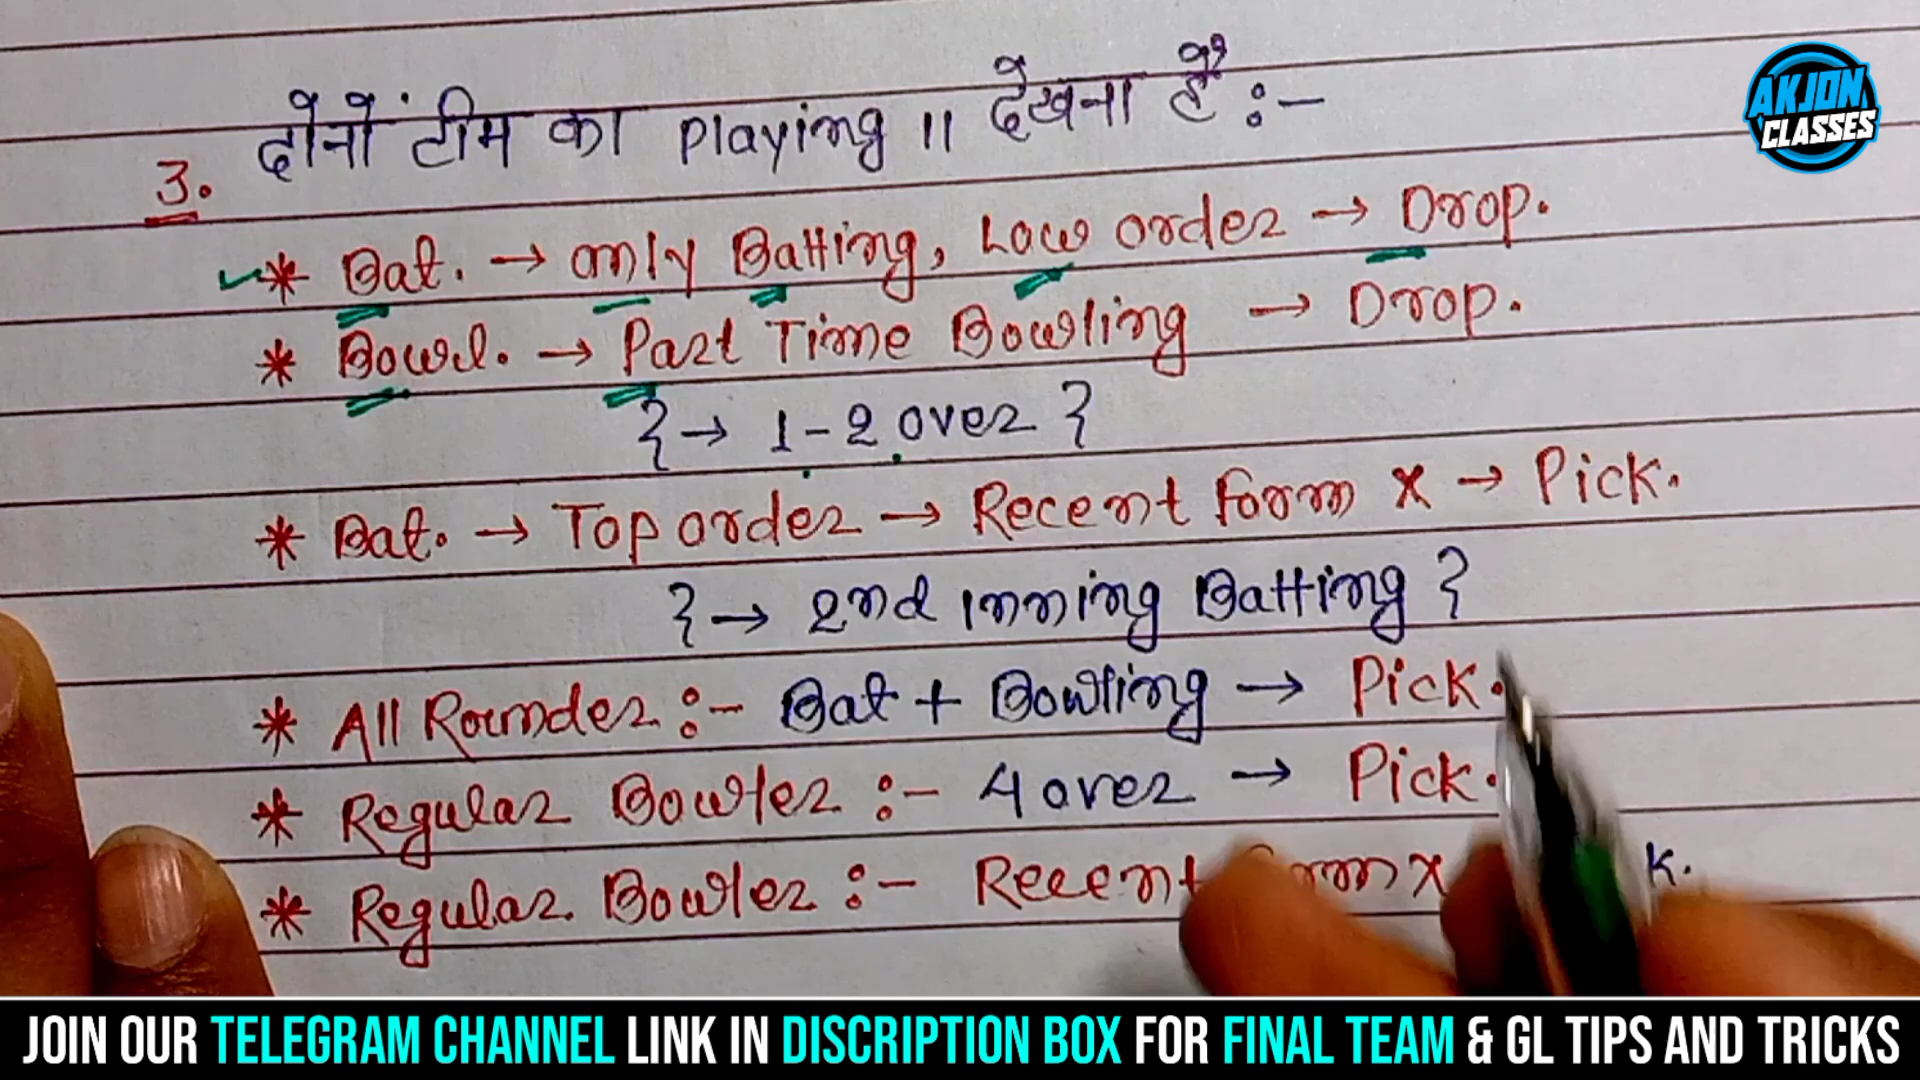 AKJON
CLASSES
3. दोनों टीम का Playing 11 देखना है :-
* Bat. → only Batting, Low order → Drop.
* Bowl. → Part Time Bowling → Drop.
{ → 1-2 over }
* Bat. → Top order → Recent form x → Pick.
{ → 2nd Inning Batting }
* All Rounder :- Bat + Bowling → Pick.
* Regular Bowler :- 4 over → Pick.
* Regular Bowler :- Recent x
JOIN OUR TELEGRAM CHANNEL LINK IN DISCRIPTION BOX FOR FINAL TEAM & GL TIPS AND TRICKS